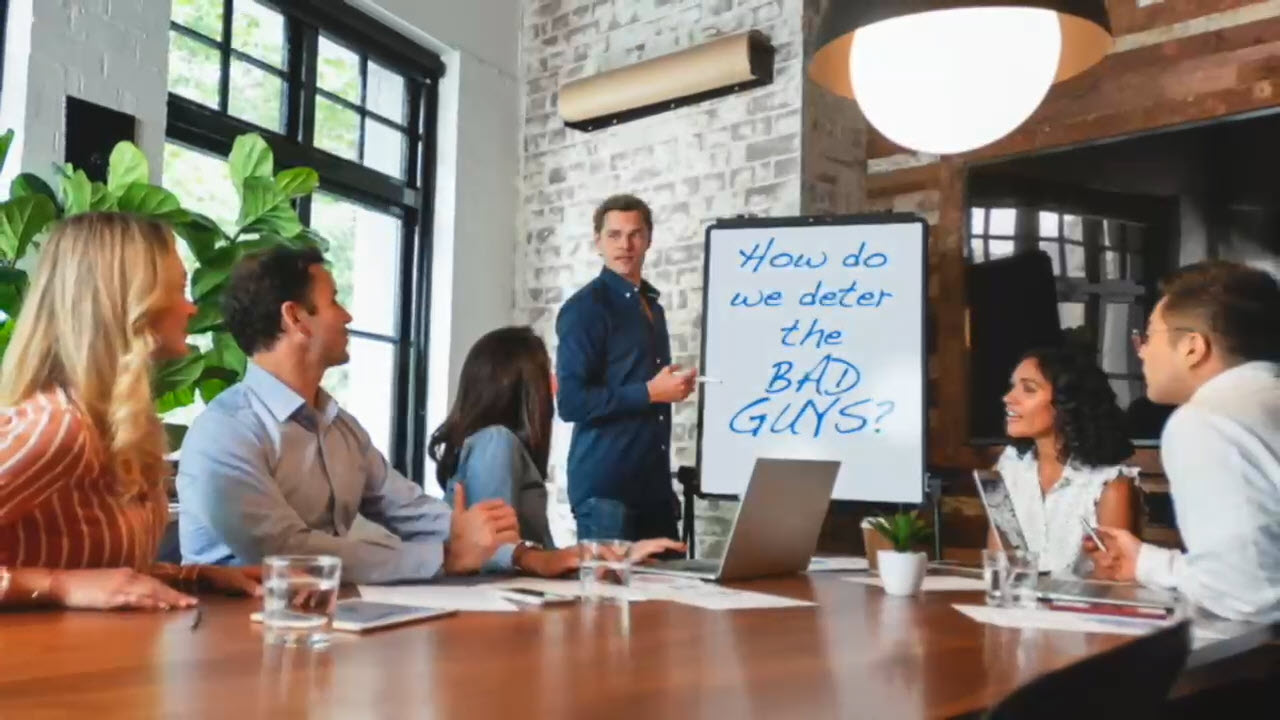 How do
we deter
the
BAD
GUYS?